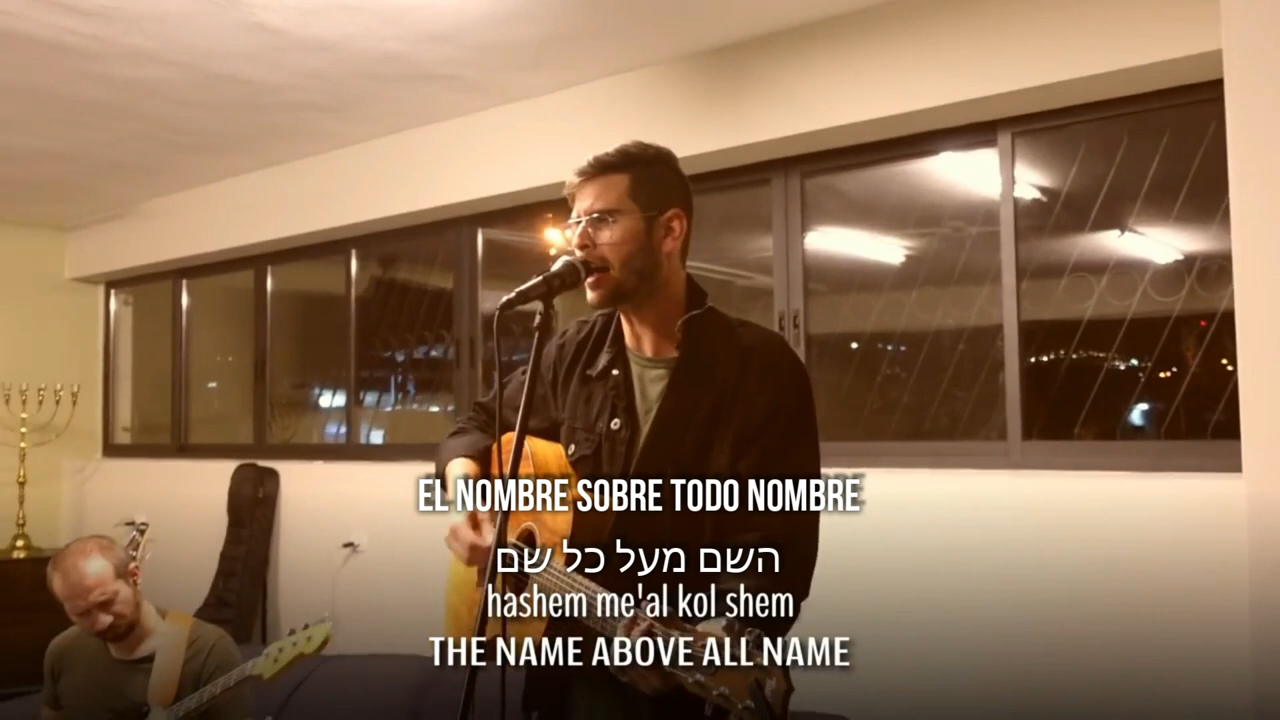 EL NOMBRE SOBRE TODO NOMBRE
השם מעל כל שם
hashem me'al kol shem
THE NAME ABOVE ALL NAME